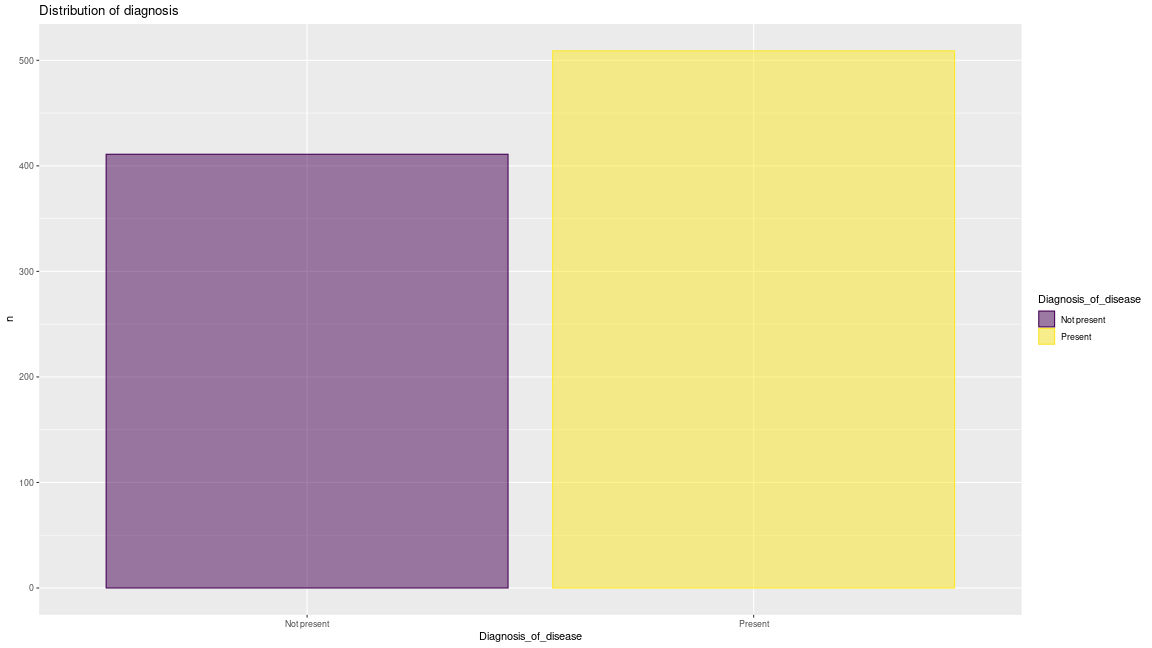 Distribution of diagnosis
n
500
400
300
200
100
0
Not present
Present
Diagnosis_of_disease
Diagnosis_of_disease
Not present
Present